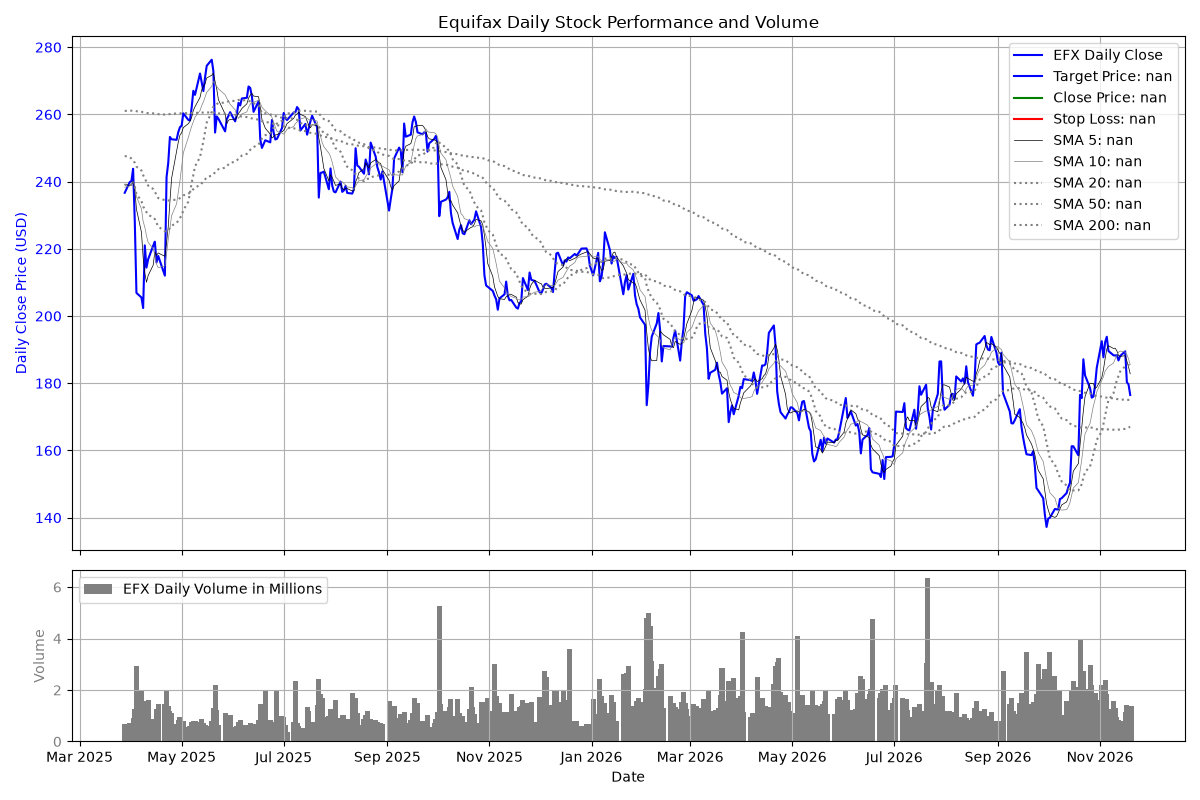 Equifax Daily Stock Performance and Volume
EFX Daily Close
Target Price: nan
Close Price: nan
Stop Loss: nan
SMA 5: nan
SMA 10: nan
SMA 20: nan
SMA 50: nan
SMA 200: nan
Daily Close Price (USD)
280
260
240
220
200
180
160
140
EFX Daily Volume in Millions
Volume
6
4
2
0
Mar 2025 May 2025 Jul 2025 Sep 2025 Nov 2025 Jan 2026 Mar 2026 May 2026 Jul 2026 Sep 2026 Nov 2026
Date